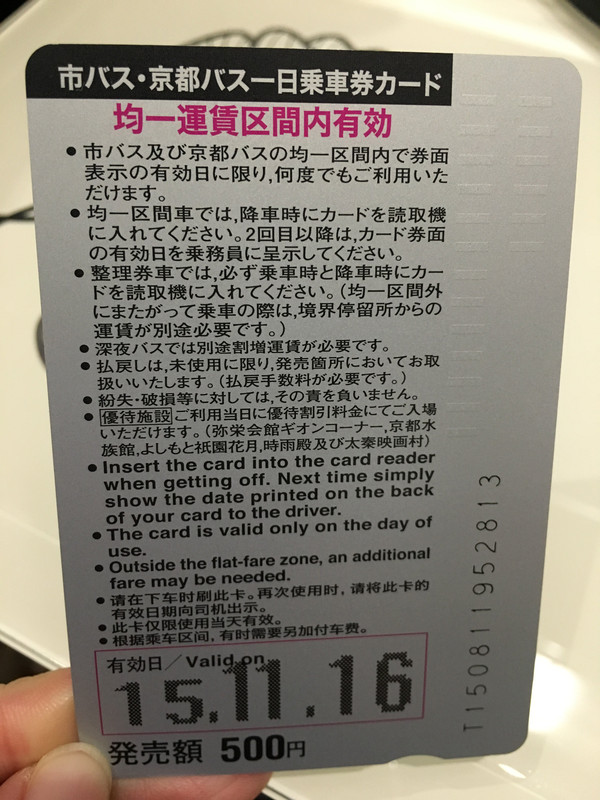 市バス・京都バス一日乗車券カード
均一運賃区間内有効
●市バス及び京都バスの均一区間内で券面
表示の有効日に限り,何度でもご利用いた
だけます。
●均一区間車では,降車時にカードを読取機
に入れてください。2回目以降は,カード券面
の有効日を乗務員に呈示してください。
●整理券車では,必ず乗車時と降車時にカー
ドを読取機に入れてください。(均一区間外
にまたがって乗車の際は,境界停留所からの
運賃が別途必要です。)
●深夜バスでは別途割増運賃が必要です。
●払戻しは,未使用に限り,発売箇所においてお取
扱いいたします。(払戻手数料が必要です。)
●紛失・破損等に対しては,その責を負いません。
●優待施設ご利用当日に優待割引料金にてご入場
いただけます。(弥栄会館ギオンコーナー,京都水
族館,よしもと祇園花月,時雨殿及び太秦映画村)
●Insert the card into the card reader
when getting off. Next time simply
show the date printed on the back
of your card to the driver.
●The card is valid only on the day of
use.
●Outside the flat-fare zone, an additional
fare may be needed.
●请在下车时刷此卡。再次使用时，请将此卡的
有效日期向司机出示。
●此卡仅限使用当天有效。
●根据乘车区间，有时需要另加付车费。
有効日／Valid on
15.11.16
発売額 500円
T150811952813